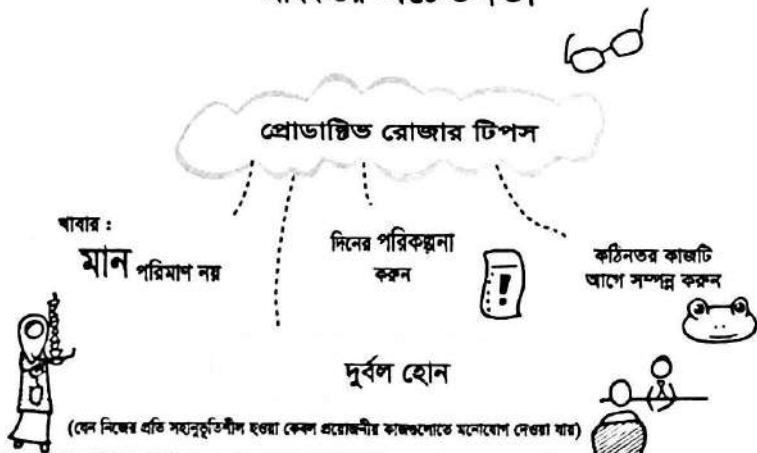 প্রোডাক্টিভ রোজার টিপস
খাবার :
মান পরিমাণ নয়
দিনের পরিকল্পনা
করুন
কঠিনতর কাজটি
আগে সম্পন্ন করুন
দুর্বল হোন
(যেন নিজের প্রতি সহানুভূতিশীল হওয়া কেবল প্রয়োজনীয় কাজগুলোতে মনোযোগ দেওয়া যায়)